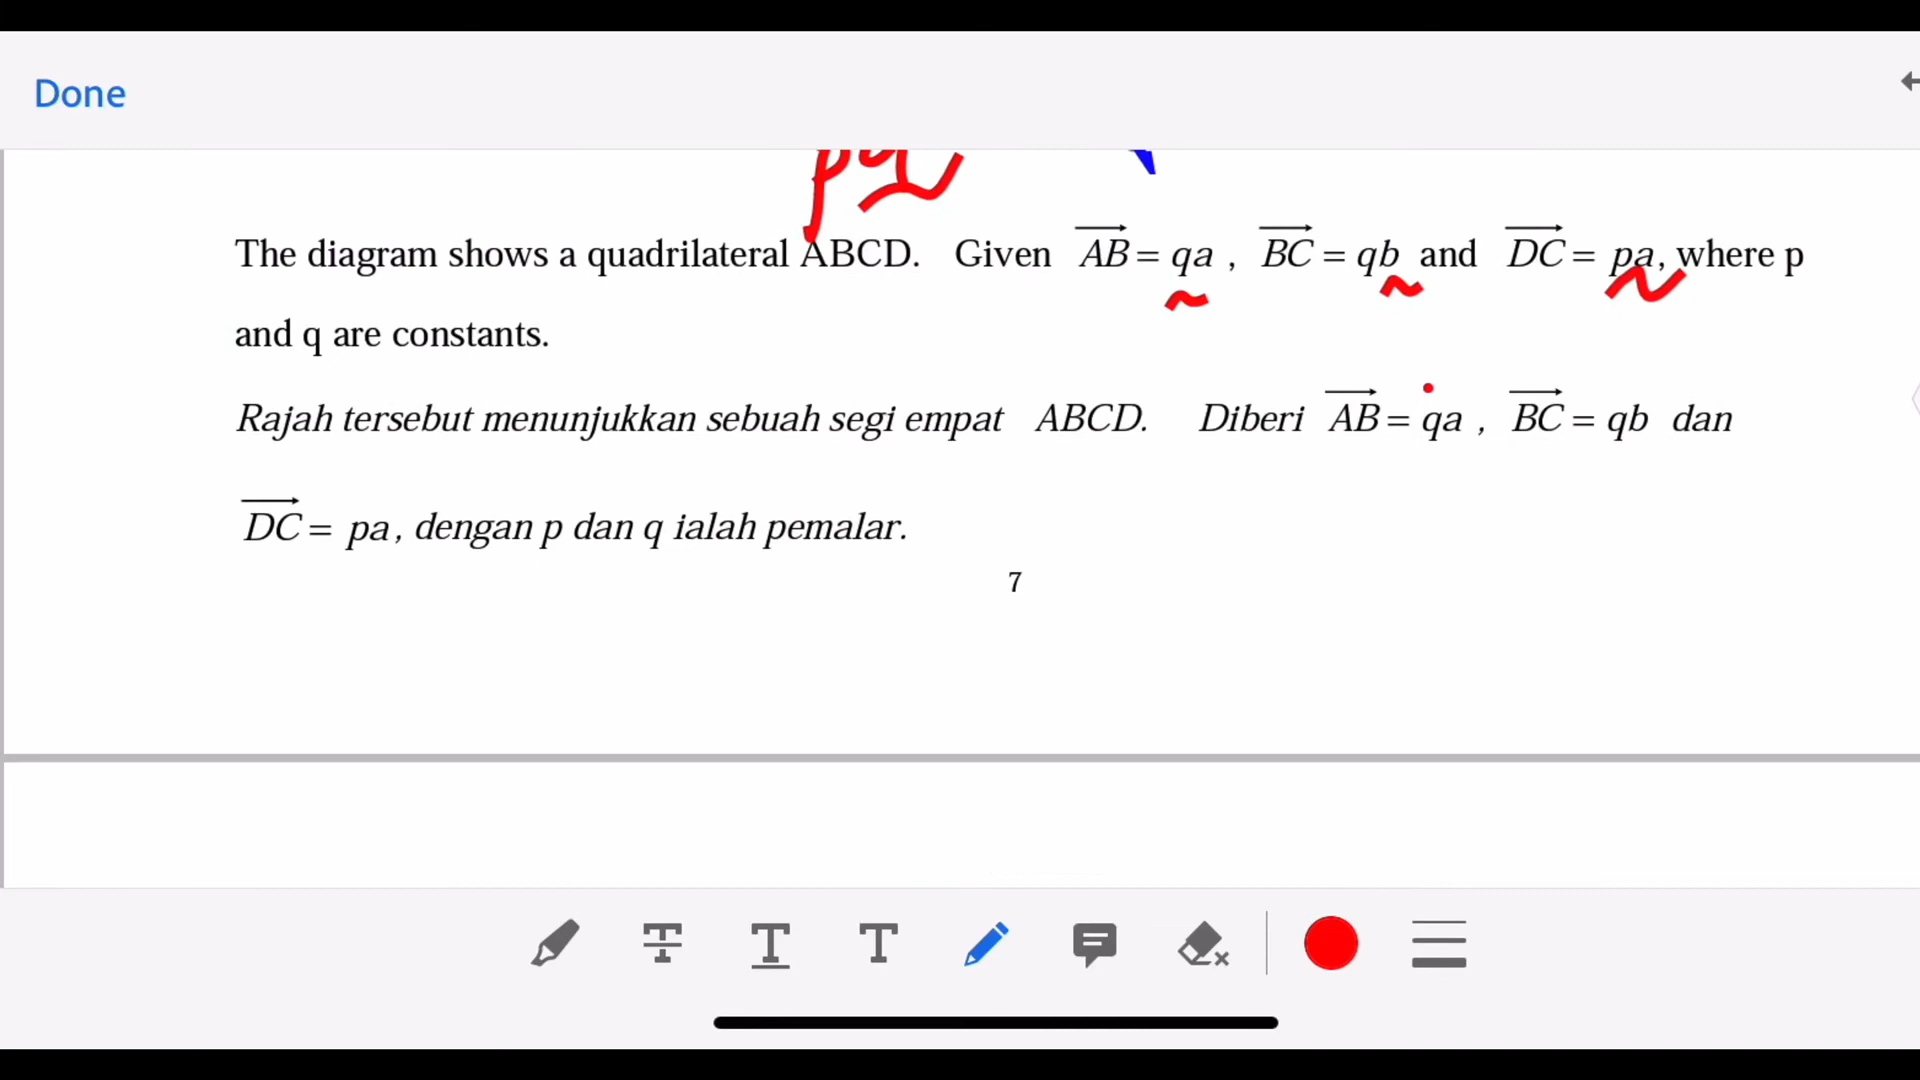 Done
The diagram shows a quadrilateral ABCD. Given AB⃗ = qa , BC⃗ = qb and DC⃗ = pa, where p
and q are constants.
Rajah tersebut menunjukkan sebuah segi empat ABCD. Diberi AB⃗ = qa , BC⃗ = qb dan
DC⃗ = pa, dengan p dan q ialah pemalar.
7